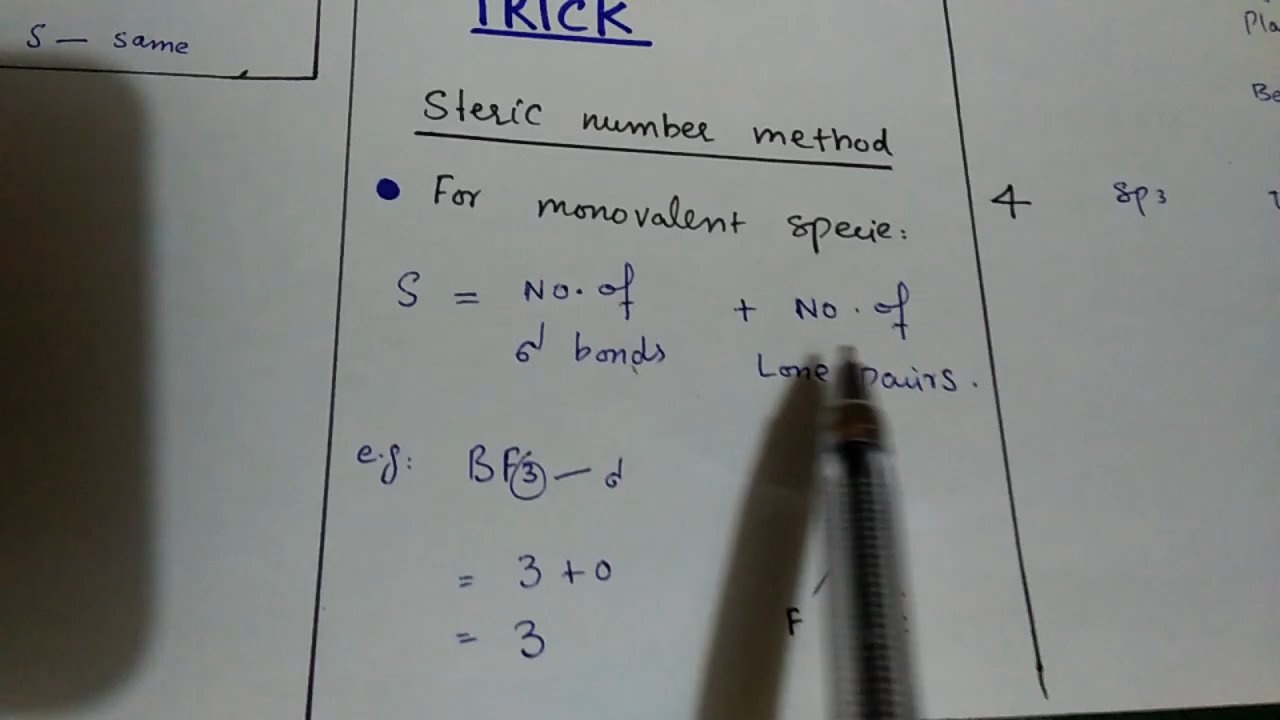 S — same
TRICK
Steric number method
• For monovalent specie:
S = No. of + No. of
σ bonds Lone pairs.
e.g: BF3 — σ
= 3 + 0
= 3
F
4 sp3